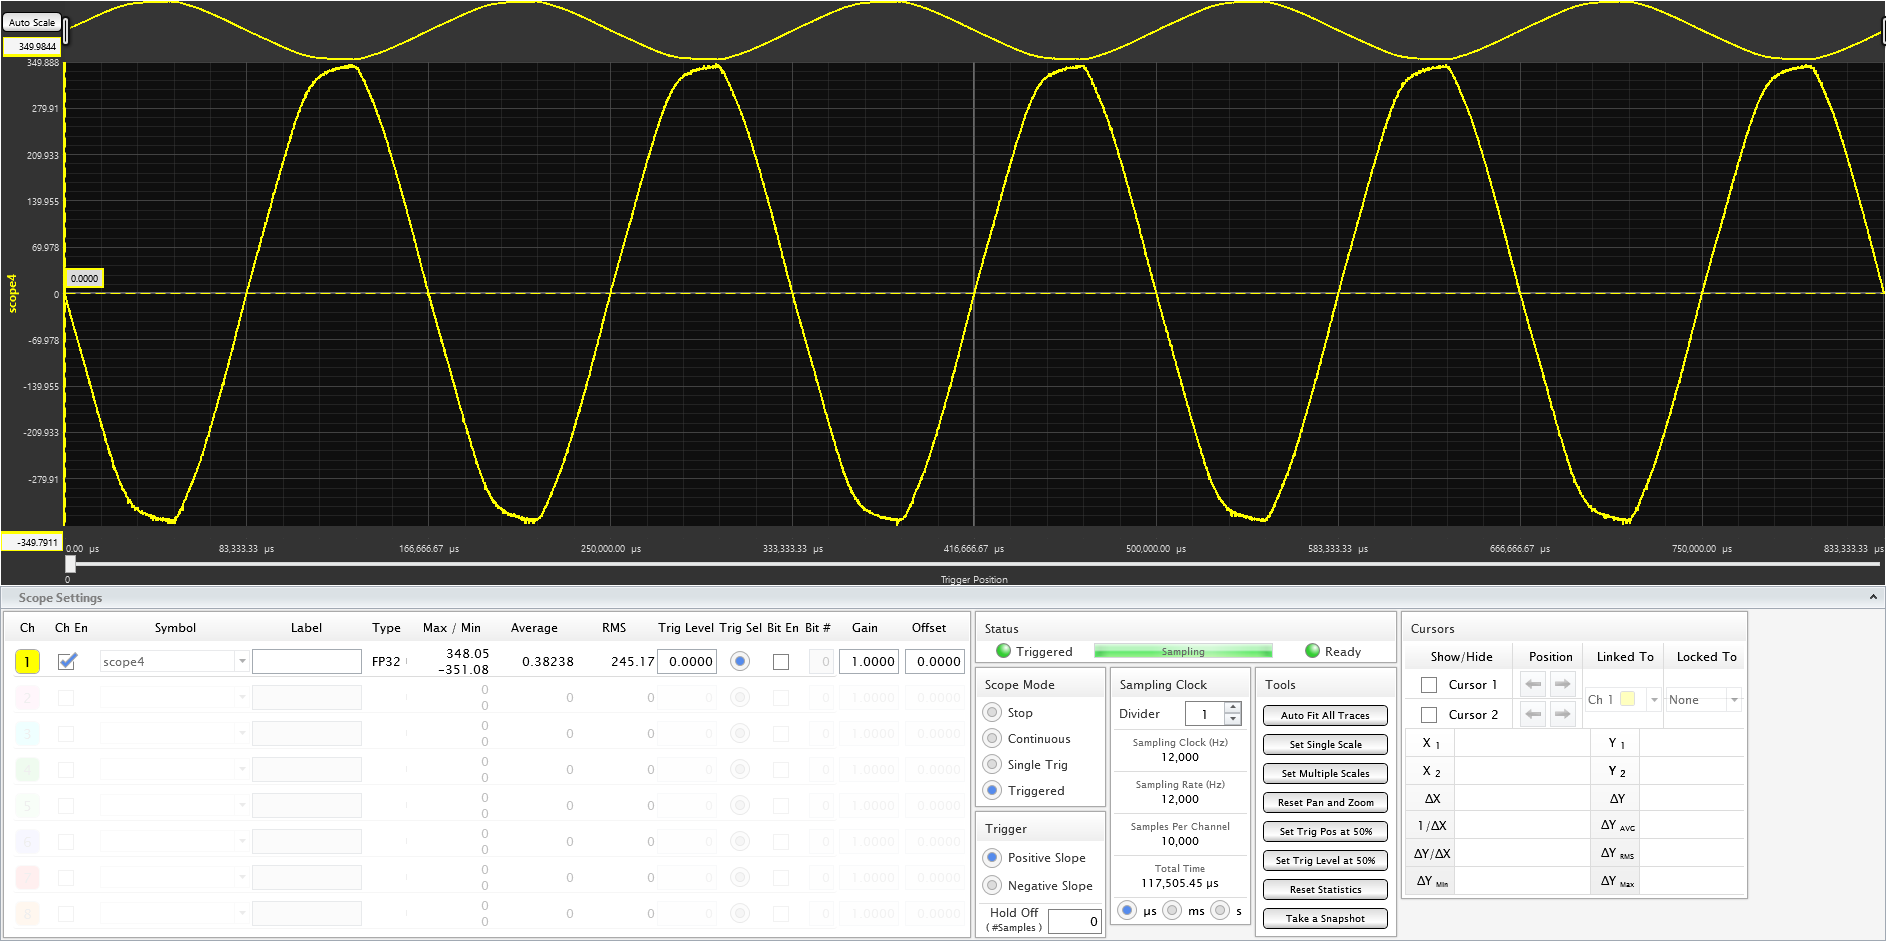 Auto Scale
349.9844
349.888
279.91
209.933
139.955
69.978
0
-69.978
-139.955
-209.933
-279.91
-349.7911
scope4
0.0000
0.00 µs 83,333.33 µs 166,666.67 µs 250,000.00 µs 333,333.33 µs 416,666.67 µs 500,000.00 µs 583,333.33 µs 666,666.67 µs 750,000.00 µs 833,333.33 µs
0
Trigger Position
Scope Settings
Ch Ch En Symbol Label Type Max / Min Average RMS Trig Level Trig Sel Bit En Bit # Gain Offset
1 scope4 FP32 348.05 -351.08 0.38238 245.17 0.0000 0 1.0000 0.0000
2 0 0 0 0 0.0000 0 1.0000 0.0000
3 0 0 0 0 0.0000 0 1.0000 0.0000
4 0 0 0 0 0.0000 0 1.0000 0.0000
5 0 0 0 0 0.0000 0 1.0000 0.0000
6 0 0 0 0 0.0000 0 1.0000 0.0000
7 0 0 0 0 0.0000 0 1.0000 0.0000
8 0 0 0 0 0.0000 0 1.0000 0.0000
Status
Triggered Sampling Ready
Scope Mode
Stop
Continuous
Single Trig
Triggered
Trigger
Positive Slope
Negative Slope
Hold Off
( #Samples )
0
Sampling Clock
Divider 1
Sampling Clock (Hz)
12,000
Sampling Rate (Hz)
12,000
Samples Per Channel
10,000
Total Time
117,505.45 µs
µs ms s
Tools
Auto Fit All Traces
Set Single Scale
Set Multiple Scales
Reset Pan and Zoom
Set Trig Pos at 50%
Set Trig Level at 50%
Reset Statistics
Take a Snapshot
Cursors
Show/Hide Position Linked To Locked To
Cursor 1
Cursor 2
Ch 1 None
X 1 Y 1
X 2 Y 2
ΔX ΔY
1/ΔX ΔY AVG
ΔY/ΔX ΔY RMS
ΔY Min ΔY Max